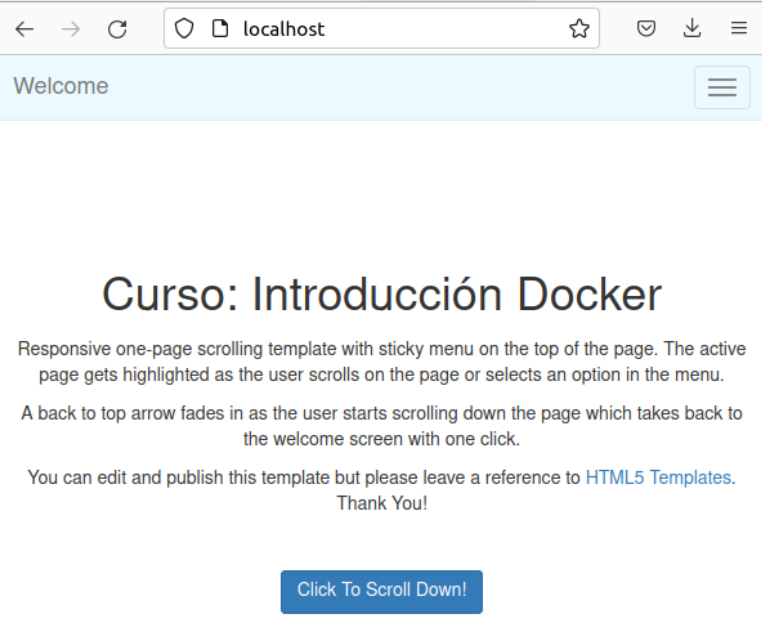 localhost
Welcome
Curso: Introducción Docker
Responsive one-page scrolling template with sticky menu on the top of the page. The active
page gets highlighted as the user scrolls on the page or selects an option in the menu.
A back to top arrow fades in as the user starts scrolling down the page which takes back to
the welcome screen with one click.
You can edit and publish this template but please leave a reference to HTML5 Templates.
Thank You!
Click To Scroll Down!